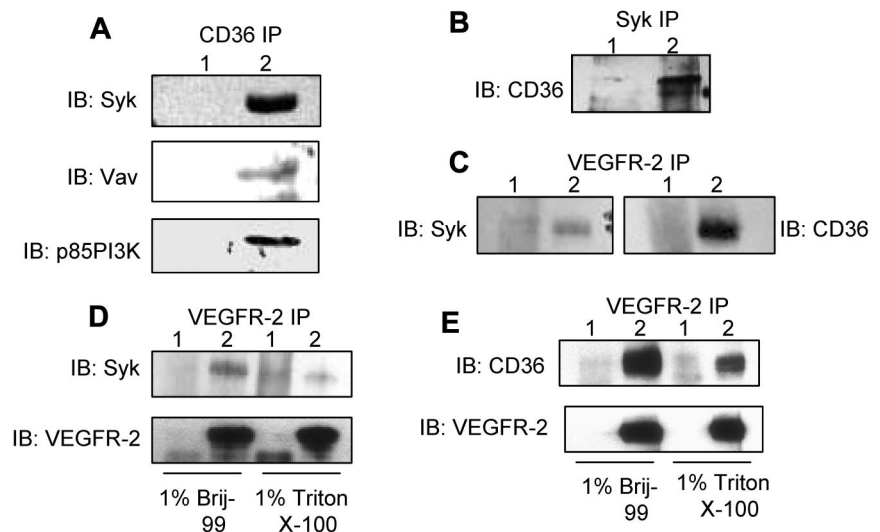 A
CD36 IP
1 2
IB: Syk
IB: Vav
IB: p85PI3K
B
Syk IP
1 2
IB: CD36
C
VEGFR-2 IP
1 2 1 2
IB: Syk
IB: CD36
D
VEGFR-2 IP
1 2 1 2
IB: Syk
IB: VEGFR-2
1% Brij-
99
1% Triton
X-100
E
VEGFR-2 IP
1 2 1 2
IB: CD36
IB: VEGFR-2
1% Brij-
99
1% Triton
X-100